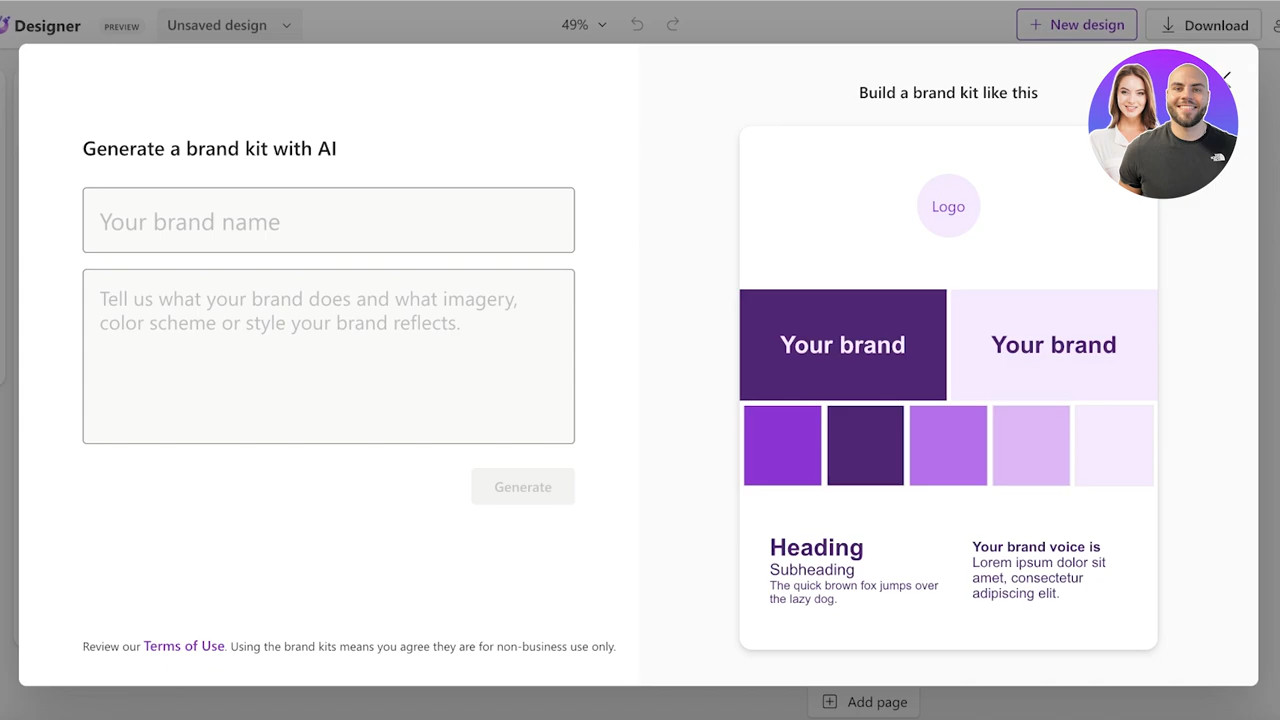 Designer
PREVIEW
Unsaved design
49%
New design
Download
Generate a brand kit with AI
Your brand name
Tell us what your brand does and what imagery,
color scheme or style your brand reflects.
Generate
Review our Terms of Use. Using the brand kits means you agree they are for non-business use only.
Build a brand kit like this
Logo
Your brand
Your brand
Heading
Subheading
The quick brown fox jumps over
the lazy dog.
Your brand voice is
Lorem ipsum dolor sit
amet, consectetur
adipiscing elit.
Add page